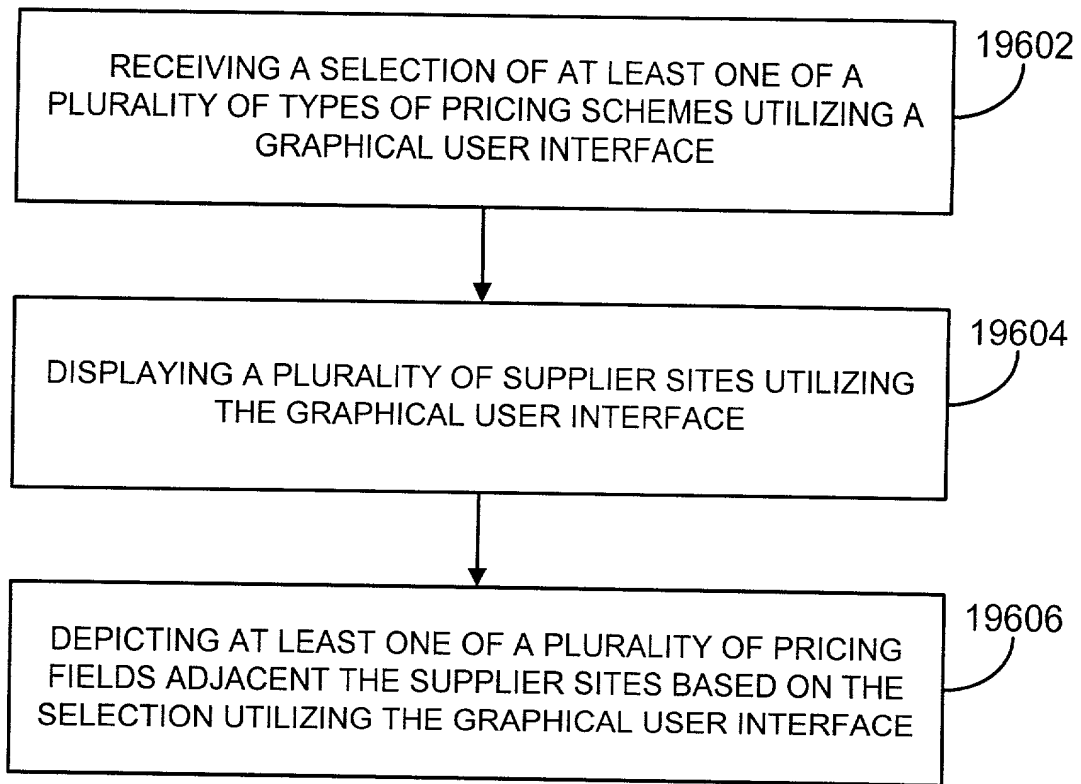 19602
RECEIVING A SELECTION OF AT LEAST ONE OF A
PLURALITY OF TYPES OF PRICING SCHEMES UTILIZING A
GRAPHICAL USER INTERFACE
19604
DISPLAYING A PLURALITY OF SUPPLIER SITES UTILIZING
THE GRAPHICAL USER INTERFACE
19606
DEPICTING AT LEAST ONE OF A PLURALITY OF PRICING
FIELDS ADJACENT THE SUPPLIER SITES BASED ON THE
SELECTION UTILIZING THE GRAPHICAL USER INTERFACE